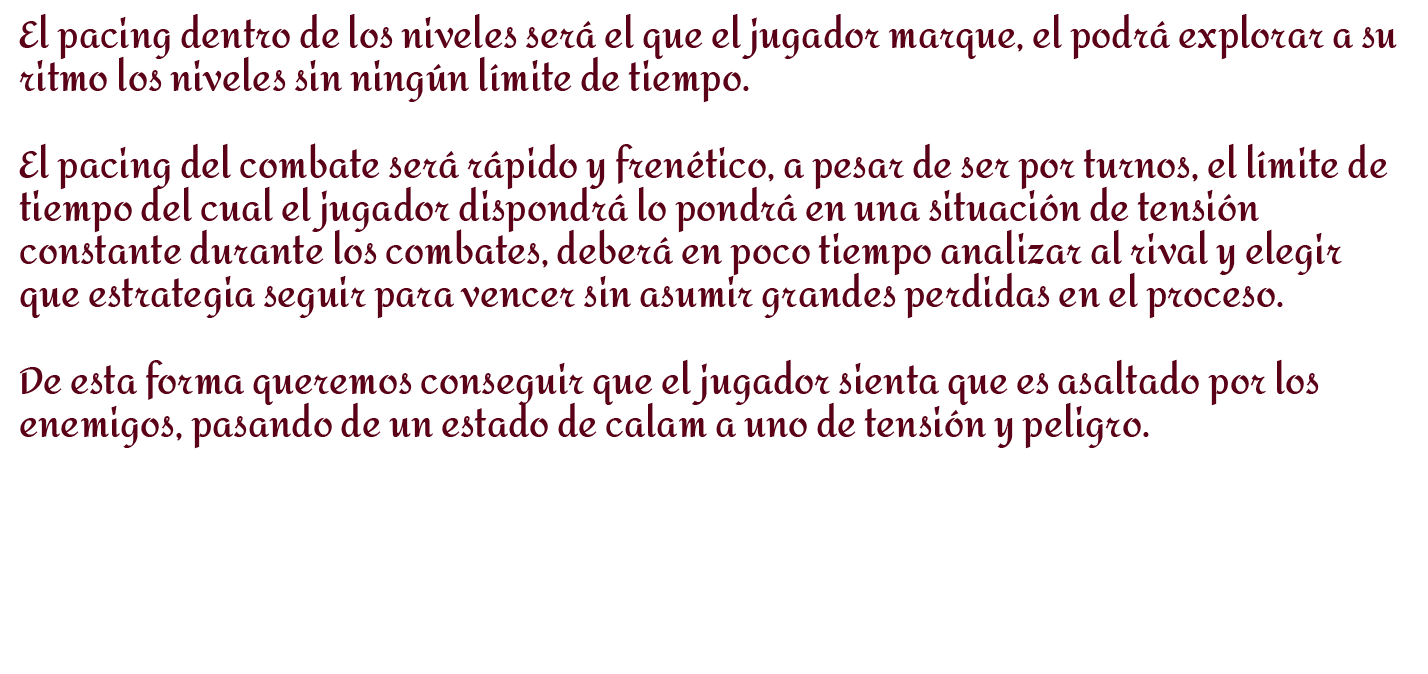 El pacing dentro de los niveles será el que el jugador marque, el podrá explorar a su
ritmo los niveles sin ningún límite de tiempo.
El pacing del combate será rápido y frenético, a pesar de ser por turnos, el límite de
tiempo del cual el jugador dispondrá lo pondrá en una situación de tensión
constante durante los combates, deberá en poco tiempo analizar al rival y elegir
que estrategia seguir para vencer sin asumir grandes perdidas en el proceso.
De esta forma queremos conseguir que el jugador sienta que es asaltado por los
enemigos, pasando de un estado de calam a uno de tensión y peligro.